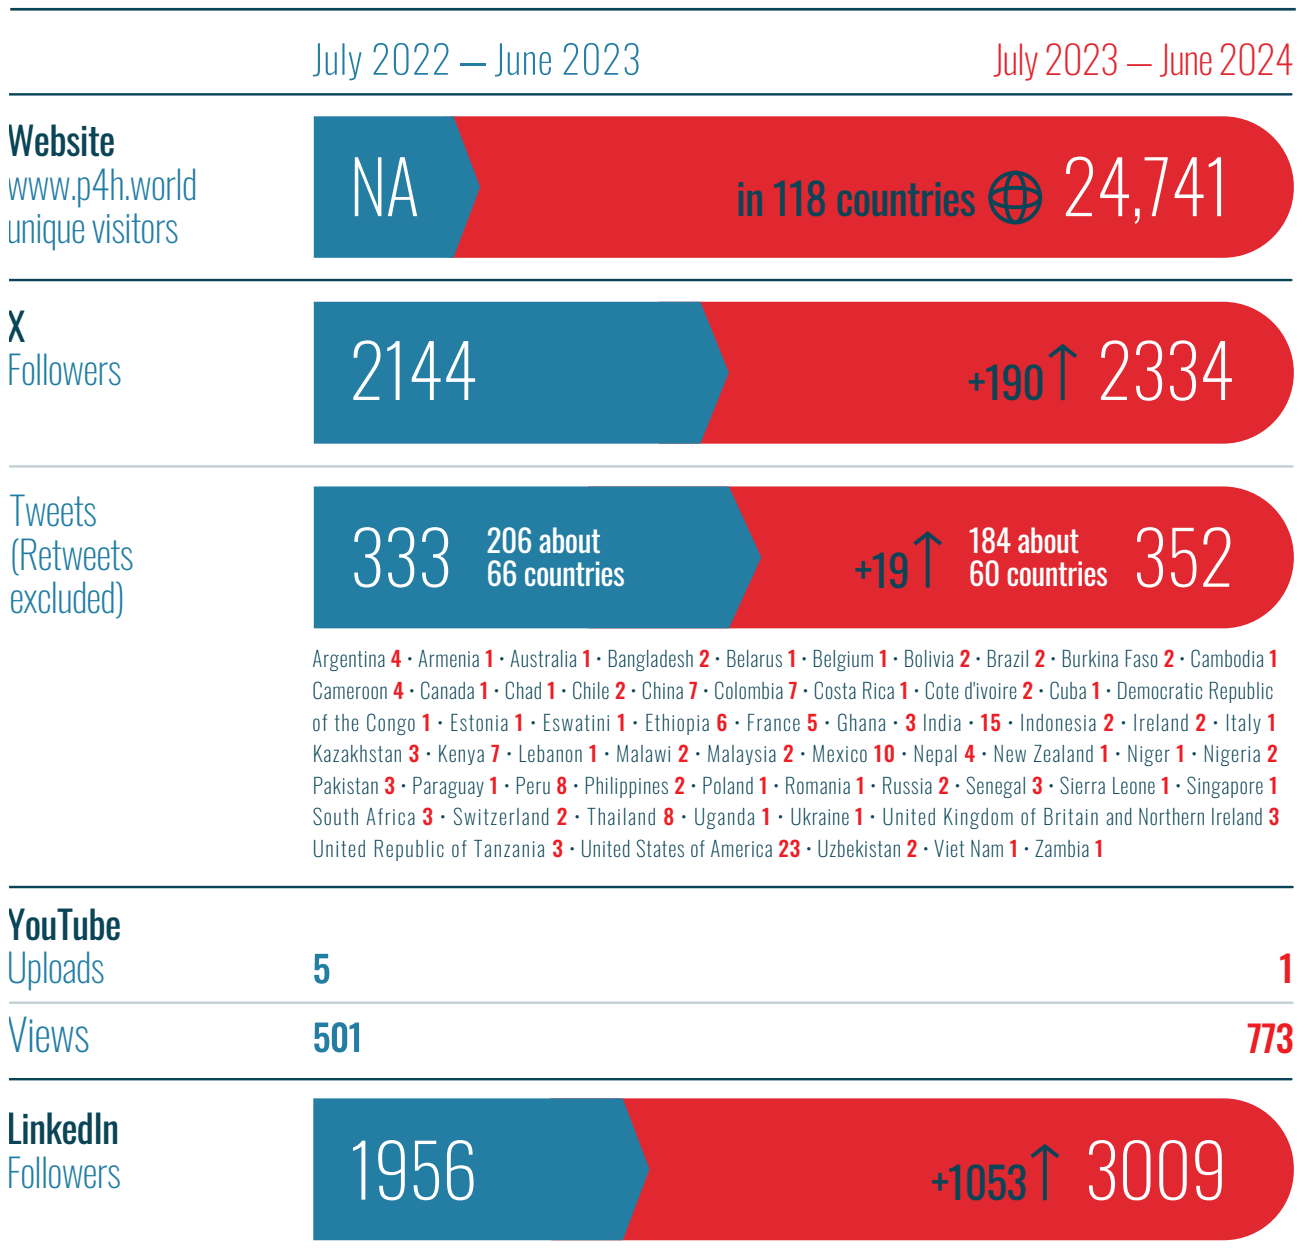 July 2022 — June 2023
July 2023 — June 2024
Website
www.p4h.world
unique visitors
NA
in 118 countries 24,741
X
Followers
2144
+190 2334
Tweets
(Retweets
excluded)
333
206 about
66 countries
+19
184 about
60 countries
352
Argentina 4 • Armenia 1 • Australia 1 • Bangladesh 2 • Belarus 1 • Belgium 1 • Bolivia 2 • Brazil 2 • Burkina Faso 2 • Cambodia 1
Cameroon 4 • Canada 1 • Chad 1 • Chile 2 • China 7 • Colombia 7 • Costa Rica 1 • Cote d'ivoire 2 • Cuba 1 • Democratic Republic
of the Congo 1 • Estonia 1 • Eswatini 1 • Ethiopia 6 • France 5 • Ghana • 3 India • 15 • Indonesia 2 • Ireland 2 • Italy 1
Kazakhstan 3 • Kenya 7 • Lebanon 1 • Malawi 2 • Malaysia 2 • Mexico 10 • Nepal 4 • New Zealand 1 • Niger 1 • Nigeria 2
Pakistan 3 • Paraguay 1 • Peru 8 • Philippines 2 • Poland 1 • Romania 1 • Russia 2 • Senegal 3 • Sierra Leone 1 • Singapore 1
South Africa 3 • Switzerland 2 • Thailand 8 • Uganda 1 • Ukraine 1 • United Kingdom of Britain and Northern Ireland 3
United Republic of Tanzania 3 • United States of America 23 • Uzbekistan 2 • Viet Nam 1 • Zambia 1
YouTube
Uploads
5
1
Views
501
773
LinkedIn
Followers
1956
+1053 3009